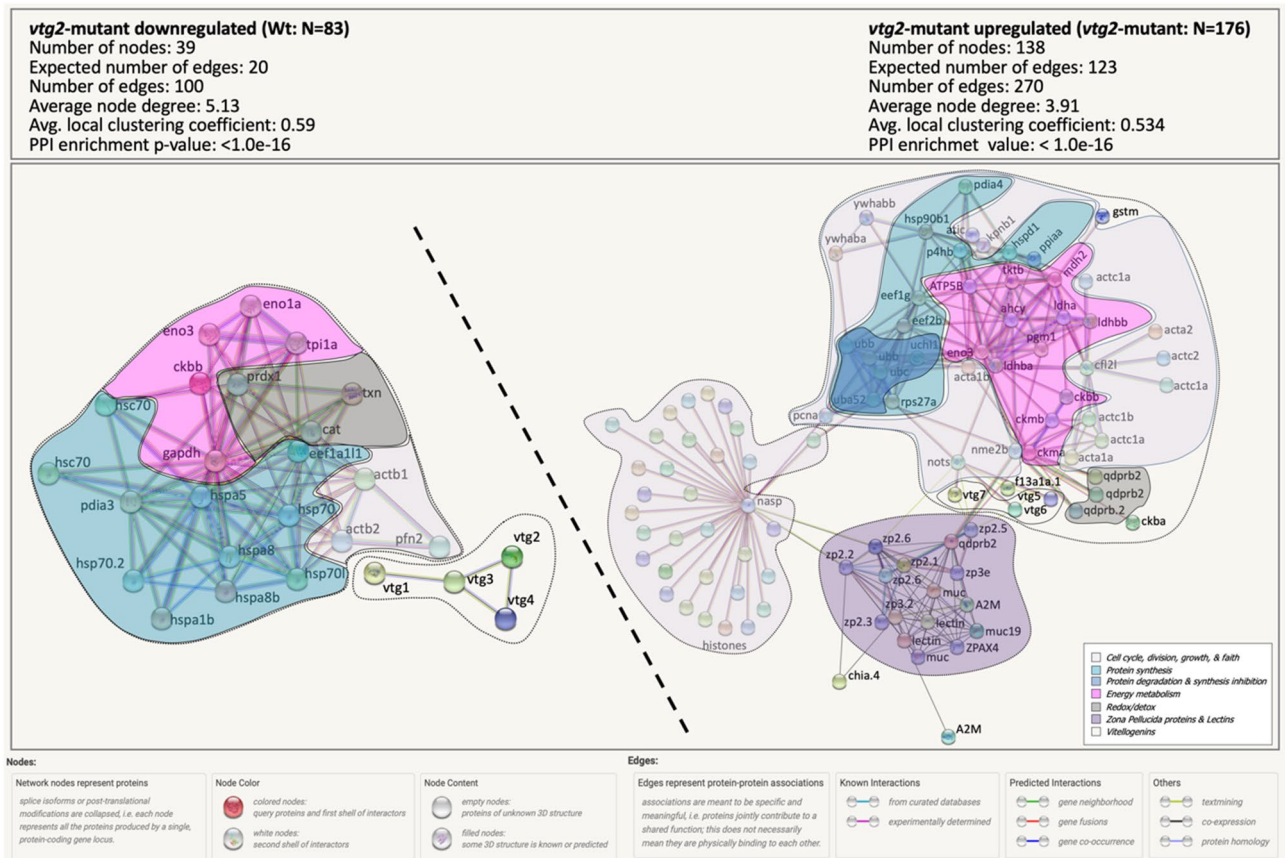 vtg2-mutant downregulated (Wt: N=83)
Number of nodes: 39
Expected number of edges: 20
Number of edges: 100
Average node degree: 5.13
Avg. local clustering coefficient: 0.59
PPI enrichment p-value: <1.0e-16
vtg2-mutant upregulated (vtg2-mutant: N=176)
Number of nodes: 138
Expected number of edges: 123
Number of edges: 270
Average node degree: 3.91
Avg. local clustering coefficient: 0.534
PPI enrichmet value: < 1.0e-16
eno1a
eno3
tpi1a
ckbb
prdx1
txn
hsc70
cat
gapdh
eef1a1l1
hsc70
actb1
hspa5
pdia3
hsp70
actb2
pfn2
hspa8
hsp70.2
hsp70l
hspa8b
hspa1b
vtg2
vtg3
vtg1
vtg4
pdia4
ywhabb
gstm
hsp90b1
atic
kpnb1
hspd1
ppiaa
ywhaba
p4hb
mdh2
tktb
actc1a
ATP5B
eef1g
ahcy
ldha
ldhbb
eef2b
acta2
pgm1
ubb
uchl1
ubb
eno3
actc2
ubc
ldhba
cfl2l
acta1b
actc1a
uba52
rps27a
ckbb
pcna
ckmb
actc1b
actc1a
nme2b
ckma
acta1a
nots
f13a1a.1
qdprb2
vtg7
vtg5
qdprb2
vtg6
qdprb.2
ckba
nasp
zp2.5
zp2.6
qdprb2
zp2.2
zp2.1
zp3e
zp2.6
muc
A2M
zp3.2
zp2.3
lectin
muc19
lectin
ZPAX4
muc
histones
chia.4
A2M
Cell cycle, division, growth, & faith
Protein synthesis
Protein degradation & synthesis inhibition
Energy metabolism
Redox/detox
Zona Pellucida proteins & Lectins
Vitellogenins
Nodes:
Network nodes represent proteins
splice isoforms or post-translational
modifications are collapsed, i.e. each node
represents all the proteins produced by a single,
protein-coding gene locus.
Node Color
colored nodes:
query proteins and first shell of interactors
white nodes:
second shell of interactors
Node Content
empty nodes:
proteins of unknown 3D structure
filled nodes:
some 3D structure is known or predicted
Edges:
Edges represent protein-protein associations
associations are meant to be specific and
meaningful, i.e. proteins jointly contribute to a
shared function; this does not necessarily
mean they are physically binding to each other.
Known Interactions
from curated databases
experimentally determined
Predicted Interactions
gene neighborhood
gene fusions
gene co-occurrence
Others
textmining
co-expression
protein homology